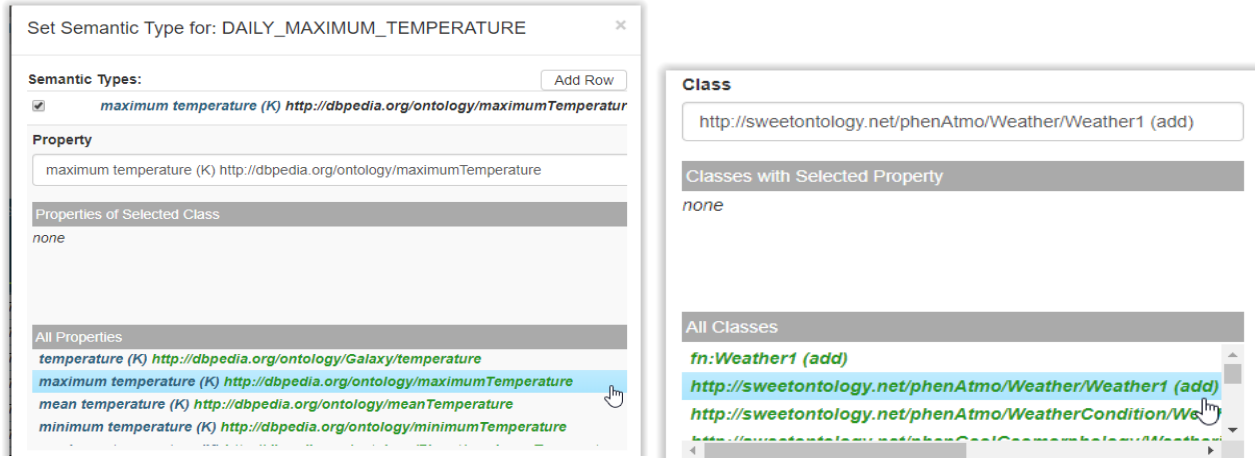 Set Semantic Type for: DAILY_MAXIMUM_TEMPERATURE ×
Semantic Types:
Add Row
maximum temperature (K) http://dbpedia.org/ontology/maximumTemperatur
Property
maximum temperature (K) http://dbpedia.org/ontology/maximumTemperature
Properties of Selected Class
none
All Properties
temperature (K) http://dbpedia.org/ontology/Galaxy/temperature
maximum temperature (K) http://dbpedia.org/ontology/maximumTemperature
mean temperature (K) http://dbpedia.org/ontology/meanTemperature
minimum temperature (K) http://dbpedia.org/ontology/minimumTemperature
Class
http://sweetontology.net/phenAtmo/Weather/Weather1 (add)
Classes with Selected Property
none
All Classes
fn:Weather1 (add)
http://sweetontology.net/phenAtmo/Weather/Weather1 (add)
http://sweetontology.net/phenAtmo/WeatherCondition/We